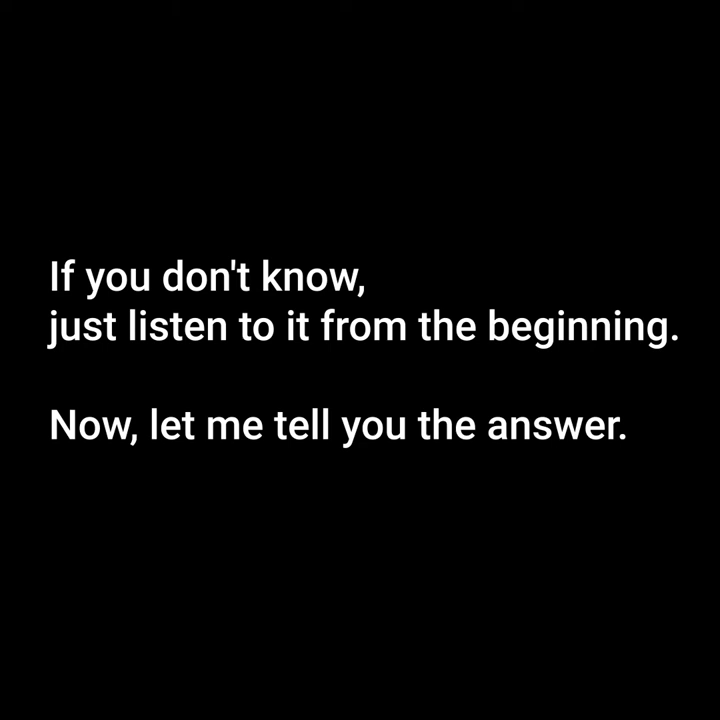 If you don't know,
just listen to it from the beginning.
Now, let me tell you the answer.